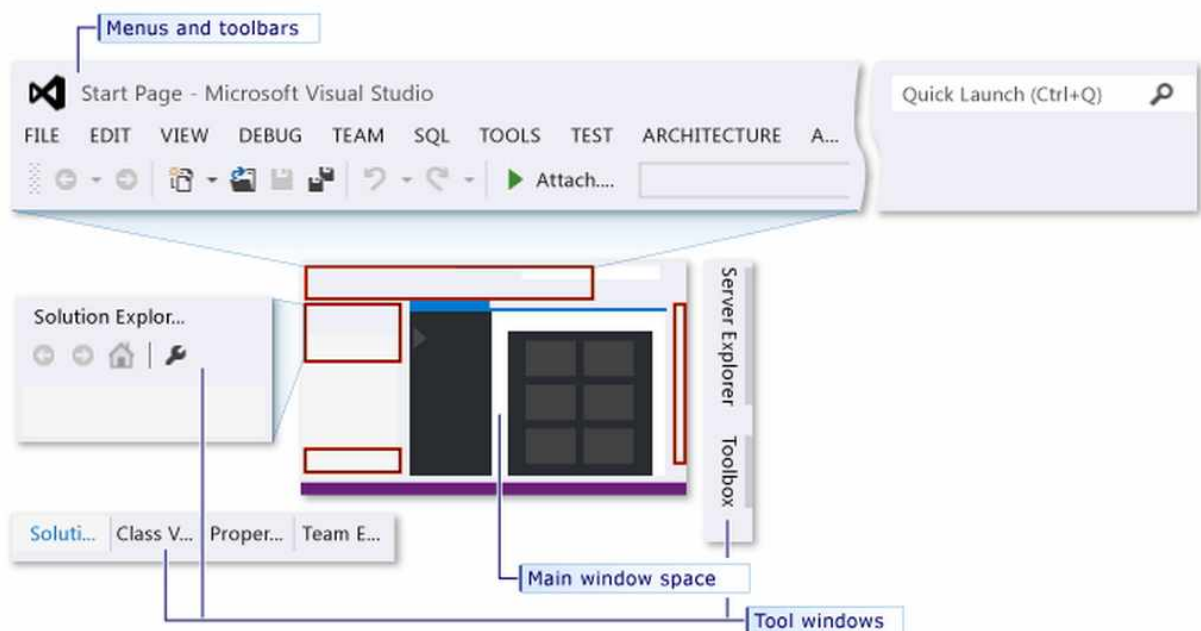 Menus and toolbars
Start Page - Microsoft Visual Studio
Quick Launch (Ctrl+Q)
FILE EDIT VIEW DEBUG TEAM SQL TOOLS TEST ARCHITECTURE A...
Attach....
Solution Explor...
Server Explorer
Toolbox
Soluti... Class V... Proper... Team E...
Main window space
Tool windows